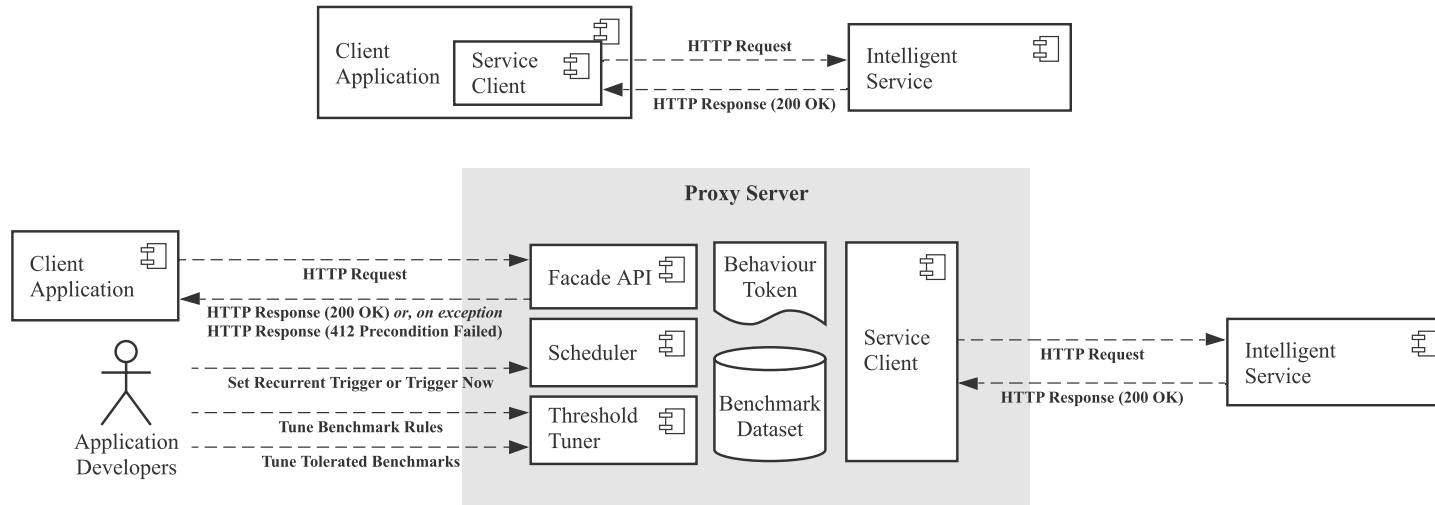 Client
Application
Service
Client
HTTP Request
HTTP Response (200 OK)
Intelligent
Service
Proxy Server
Client
Application
HTTP Request
HTTP Response (200 OK) or, on exception
HTTP Response (412 Precondition Failed)
Facade API
Behaviour
Token
Scheduler
Set Recurrent Trigger or Trigger Now
Service
Client
HTTP Request
HTTP Response (200 OK)
Intelligent
Service
Application
Developers
Tune Benchmark Rules
Tune Tolerated Benchmarks
Threshold
Tuner
Benchmark
Dataset